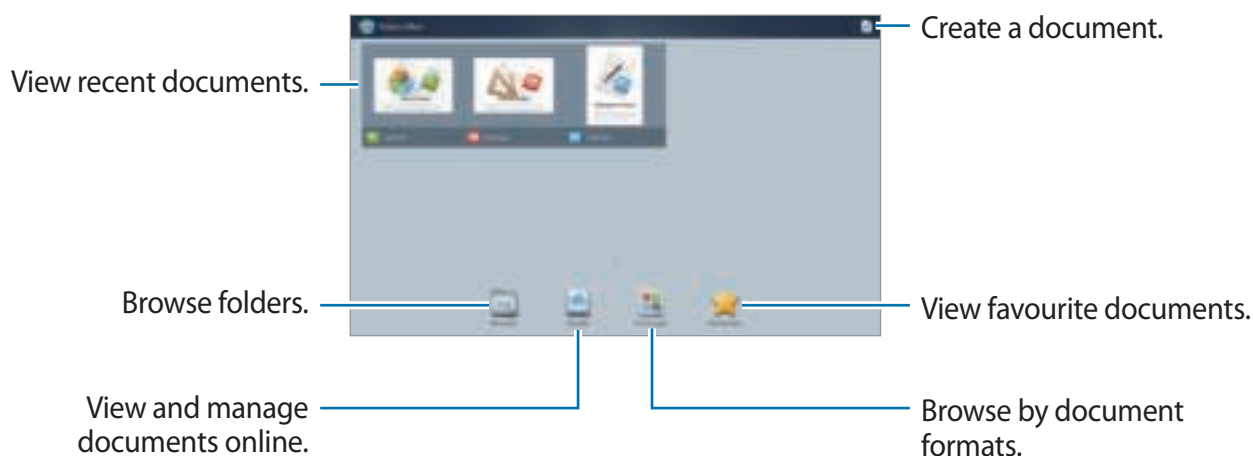 Create a document.
View recent documents.
Browse folders.
View favourite documents.
View and manage
documents online.
Browse by document
formats.